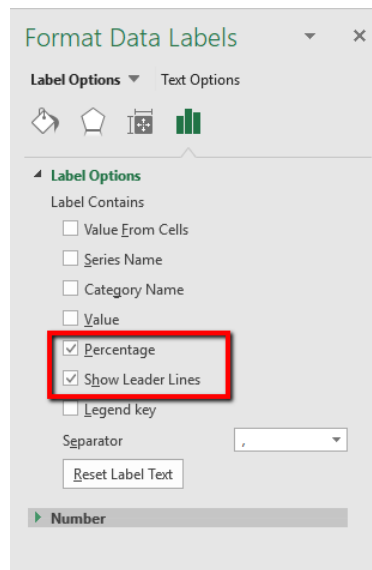 Format Data Labels
Label Options Text Options
Label Options
Label Contains
Value From Cells
Series Name
Category Name
Value
Percentage
Show Leader Lines
Legend key
Separator ,
Reset Label Text
Number